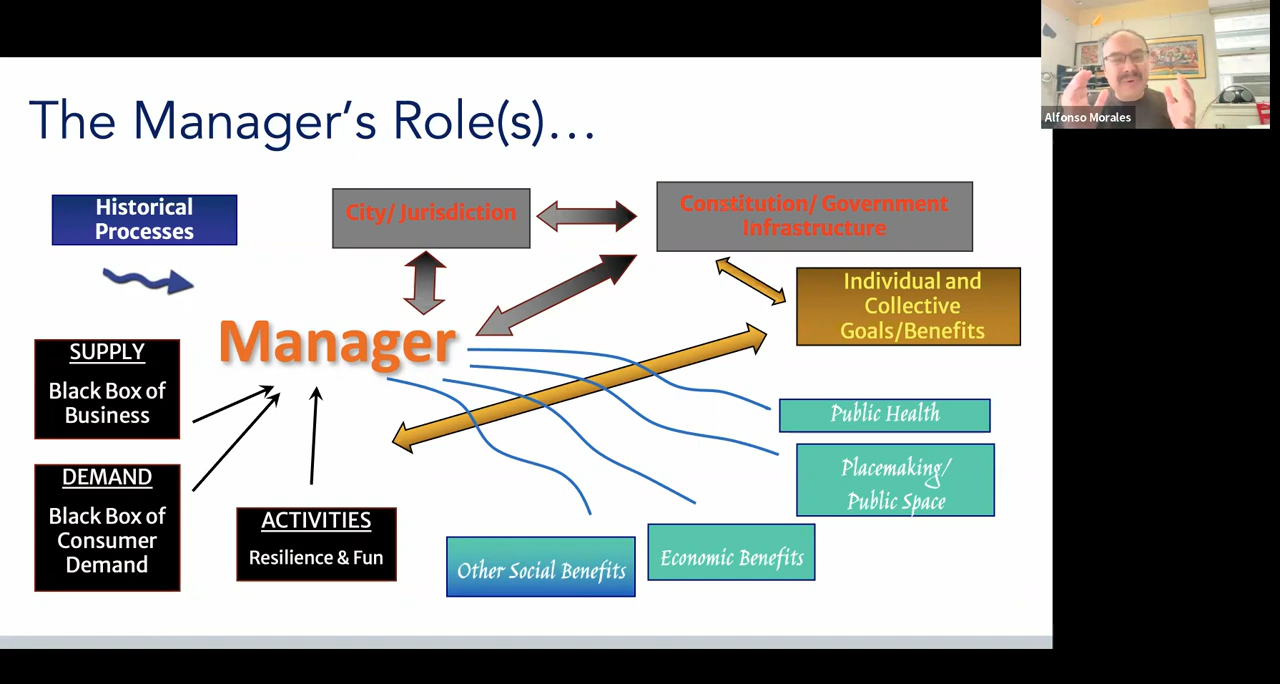 The Manager's Role(s)...
Alfonso Morales
Historical
Processes
City/ Jurisdiction
Constitution/ Government
Infrastructure
Individual and
Collective
Goals/Benefits
Manager
SUPPLY
Black Box of
Business
DEMAND
Black Box of
Consumer
Demand
ACTIVITIES
Resilience & Fun
Public Health
Placemaking/
Public Space
Economic Benefits
Other Social Benefits